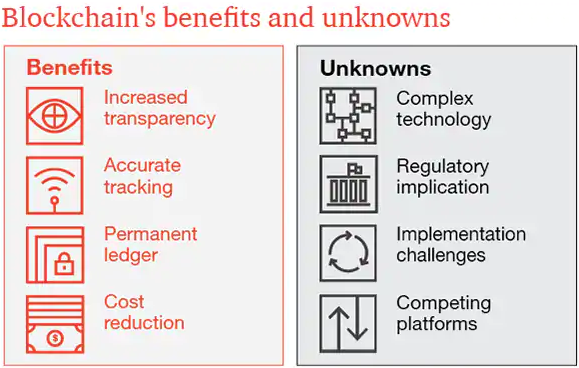 Blockchain's benefits and unknowns
Benefits
Increased
transparency
Accurate
tracking
Permanent
ledger
Cost
reduction
$
Unknowns
Complex
technology
Regulatory
implication
Implementation
challenges
Competing
platforms